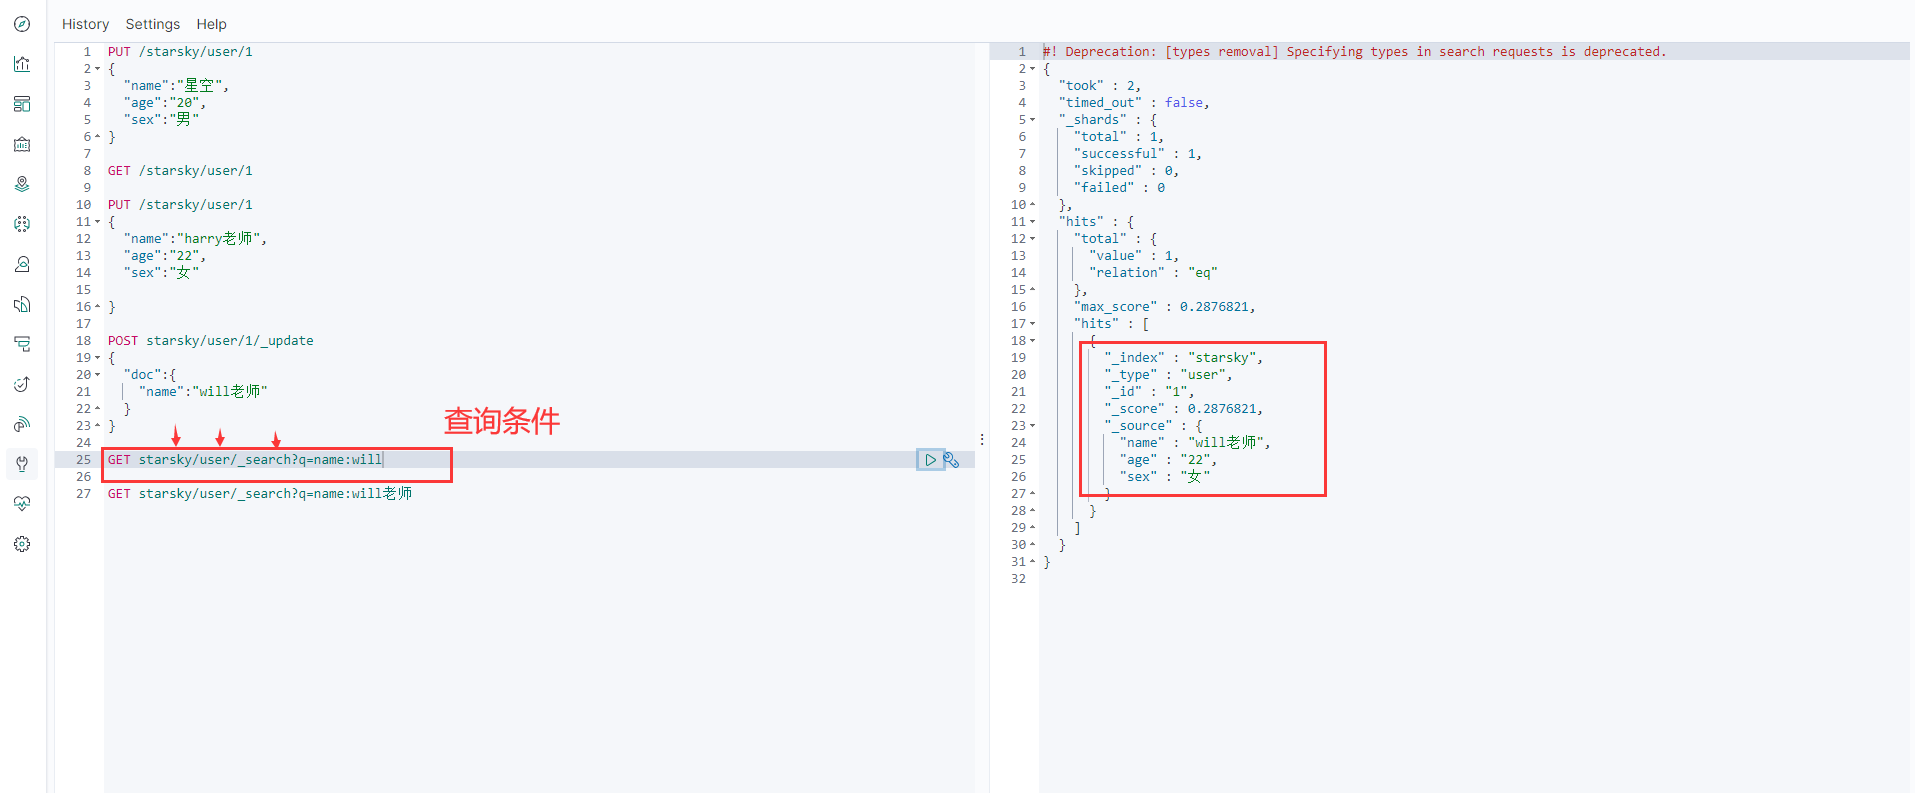 History Settings Help
1 PUT /starsky/user/1
2 {
3 "name":"星空",
4 "age":"20",
5 "sex":"男"
6 }
7
8 GET /starsky/user/1
9
10 PUT /starsky/user/1
11 {
12 "name":"harry老师",
13 "age":"22",
14 "sex":"女"
15
16 }
17
18 POST starsky/user/1/_update
19 {
20 "doc":{
21 "name":"will老师"
22 }
23 }
查询条件
24
25 GET starsky/user/_search?q=name:will
26
27 GET starsky/user/_search?q=name:will老师
1 #! Deprecation: [types removal] Specifying types in search requests is deprecated.
2 {
3 "took" : 2,
4 "timed_out" : false,
5 "_shards" : {
6 "total" : 1,
7 "successful" : 1,
8 "skipped" : 0,
9 "failed" : 0
10 },
11 "hits" : {
12 "total" : {
13 "value" : 1,
14 "relation" : "eq"
15 },
16 "max_score" : 0.2876821,
17 "hits" : [
18 {
19 "_index" : "starsky",
20 "_type" : "user",
21 "_id" : "1",
22 "_score" : 0.2876821,
23 "_source" : {
24 "name" : "will老师",
25 "age" : "22",
26 "sex" : "女"
27 }
28 }
29 ]
30 }
31 }
32